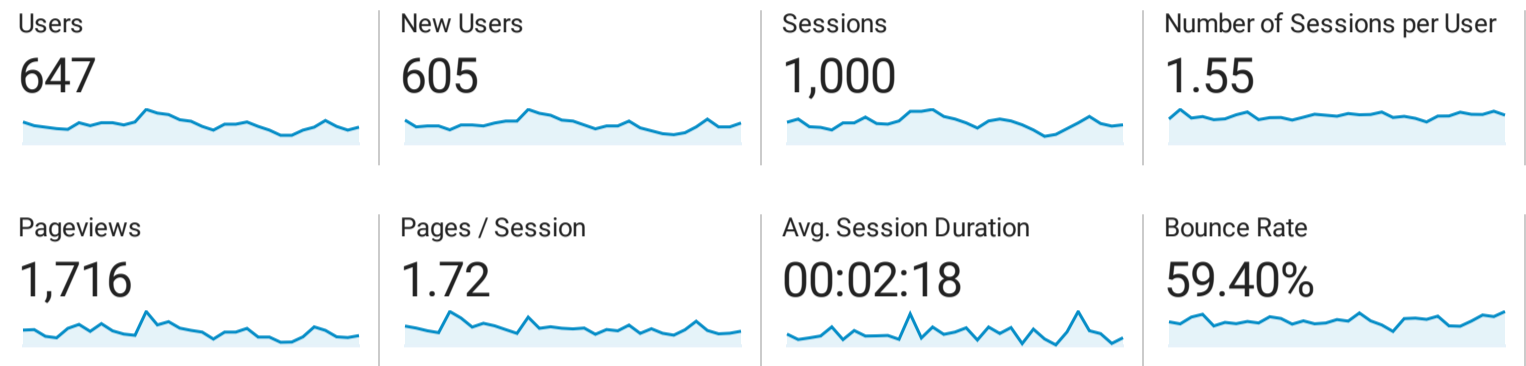 Users
647
New Users
605
Sessions
1,000
Number of Sessions per User
1.55
Pageviews
1,716
Pages / Session
1.72
Avg. Session Duration
00:02:18
Bounce Rate
59.40%